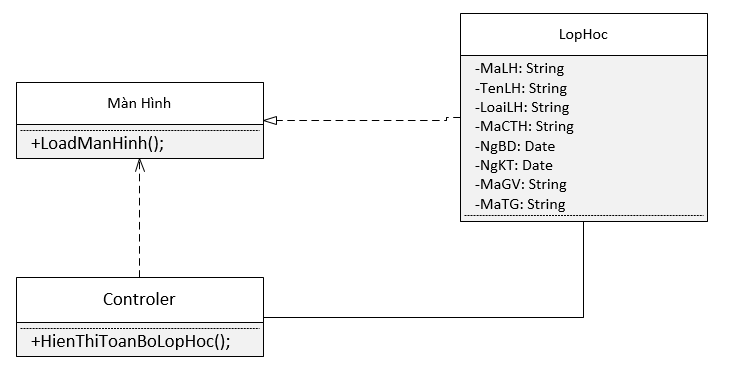 LopHoc
-MaLH: String
-TenLH: String
-LoaiLH: String
-MaCTH: String
-NgBD: Date
-NgKT: Date
-MaGV: String
-MaTG: String
Màn Hình
+LoadManHinh();
Controler
+HienThiToanBoLopHoc();